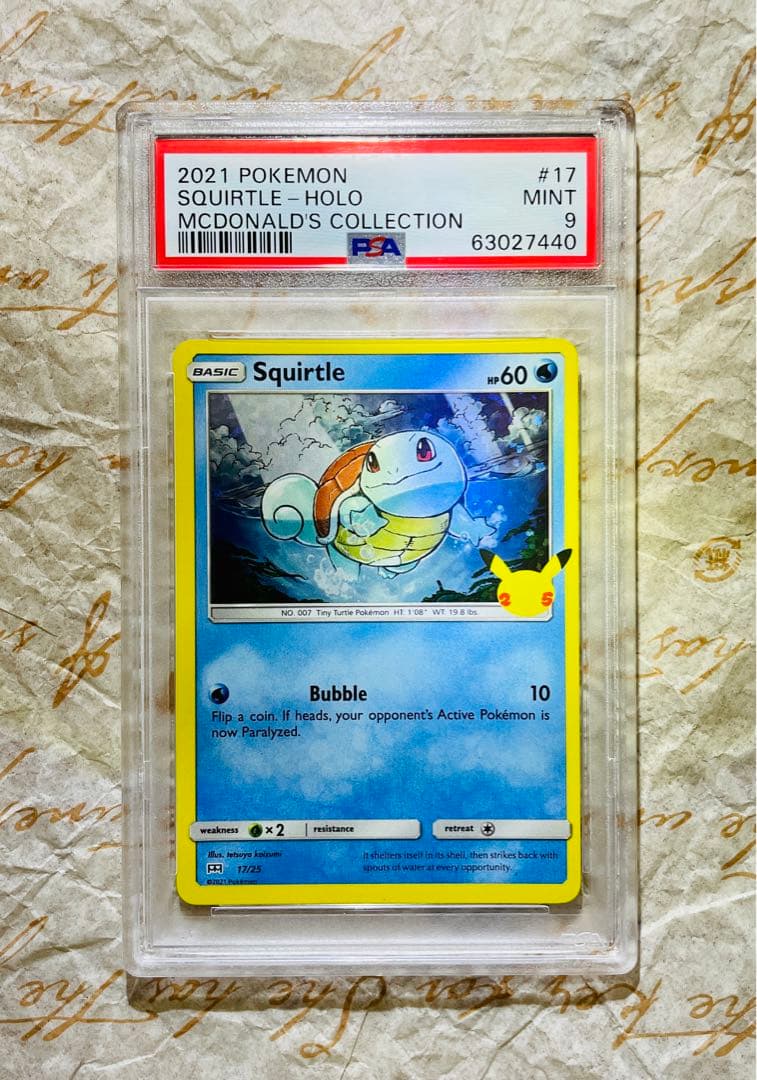 2021 POKEMON #17
SQUIRTLE - HOLO MINT
MCDONALD'S COLLECTION 9
PSA 63027440
BASIC Squirtle HP 60
25
NO. 007 Tiny Turtle Pokémon HT: 1'08" WT: 19.8 lbs.
Bubble 10
Flip a coin. If heads, your opponent's Active Pokémon is
now Paralyzed.
weakness ×2 resistance retreat
Illus. tetsuya koizumi
17/25
©2021 Pokémon
It shelters itself in its shell, then strikes back with
spouts of water at every opportunity.